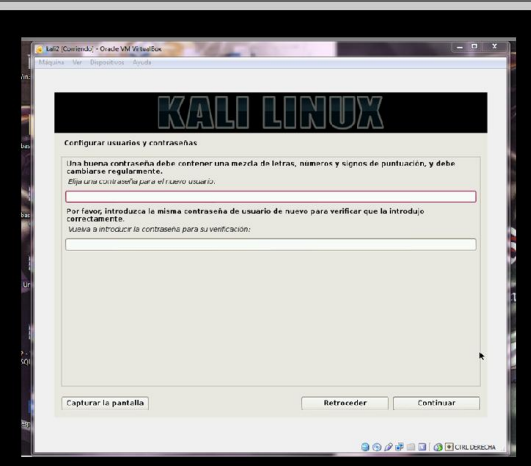 kali2 [Corriendo] - Oracle VM VirtualBox
Máquina Ver Dispositivos Ayuda
KALI LINUX
Configurar usuarios y contraseñas
Una buena contraseña debe contener una mezcla de letras, números y signos de puntuación, y debe
cambiarse regularmente.
Elija una contraseña para el nuevo usuario:
Por favor, introduzca la misma contraseña de usuario de nuevo para verificar que la introdujo
correctamente.
Vuelva a introducir la contraseña para su verificación:
Capturar la pantalla
Retroceder
Continuar
CTRL DERECHA